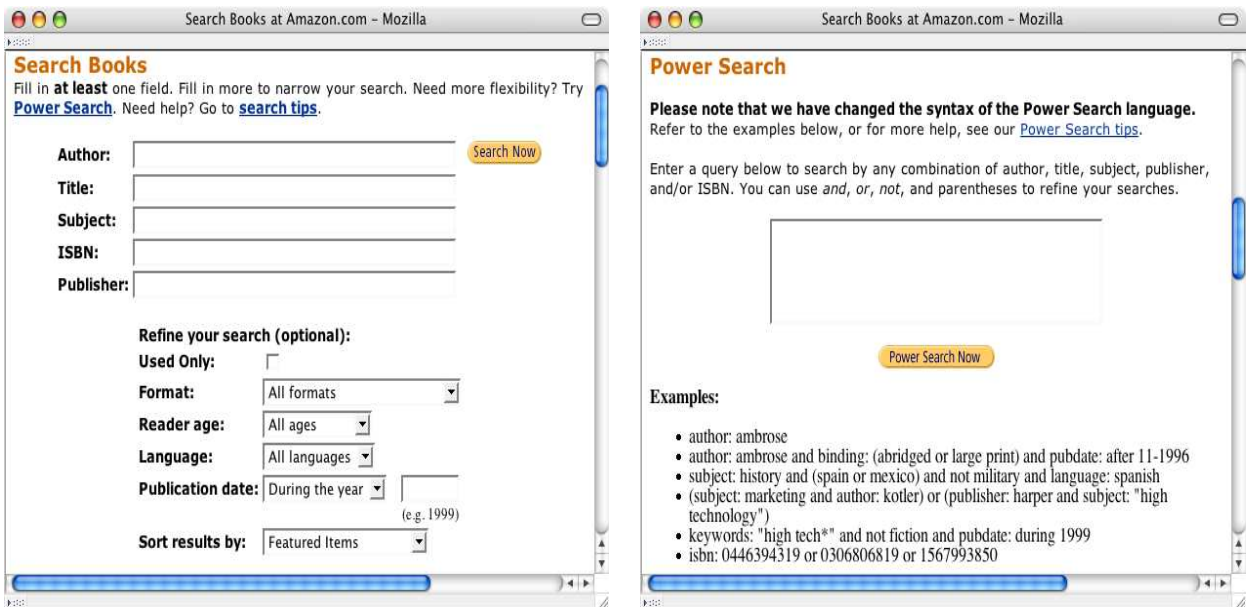 Search Books at Amazon.com – Mozilla
Search Books
Fill in at least one field. Fill in more to narrow your search. Need more flexibility? Try
Power Search. Need help? Go to search tips.
Author:
Search Now
Title:
Subject:
ISBN:
Publisher:
Refine your search (optional):
Used Only:
Format: All formats
Reader age: All ages
Language: All languages
Publication date: During the year
(e.g. 1999)
Sort results by: Featured Items
Search Books at Amazon.com – Mozilla
Power Search
Please note that we have changed the syntax of the Power Search language.
Refer to the examples below, or for more help, see our Power Search tips.
Enter a query below to search by any combination of author, title, subject, publisher,
and/or ISBN. You can use and, or, not, and parentheses to refine your searches.
Power Search Now
Examples:
• author: ambrose
• author: ambrose and binding: (abridged or large print) and pubdate: after 11-1996
• subject: history and (spain or mexico) and not military and language: spanish
• (subject: marketing and author: kotler) or (publisher: harper and subject: "high
technology")
• keywords: "high tech*" and not fiction and pubdate: during 1999
• isbn: 0446394319 or 0306806819 or 1567993850